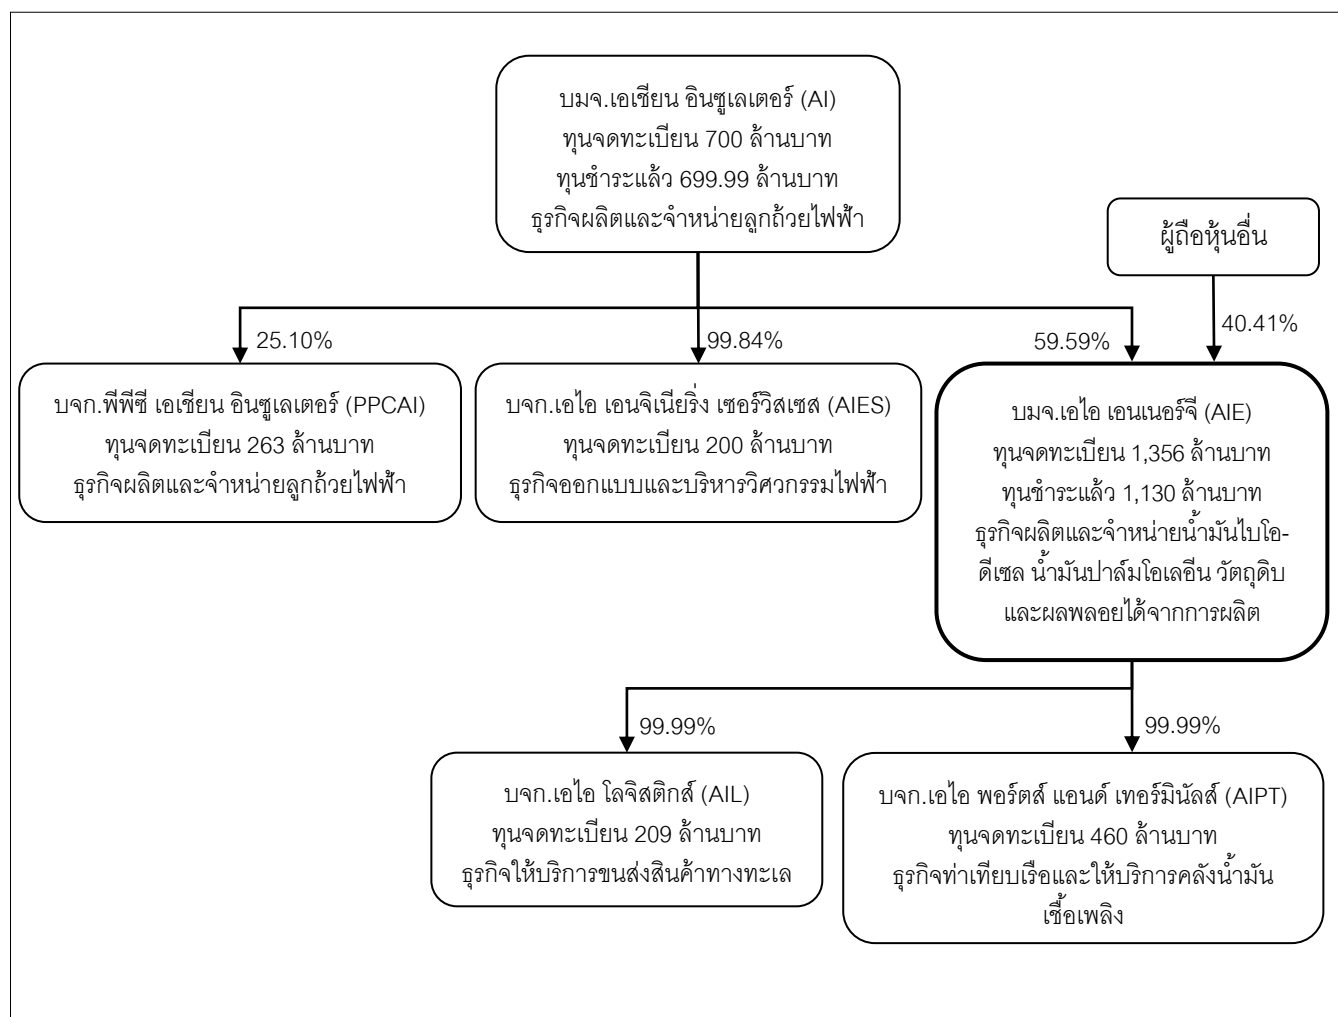 บมจ.เอเชียน อินซูเลเตอร์ (AI)
ทุนจดทะเบียน 700 ล้านบาท
ทุนชำระแล้ว 699.99 ล้านบาท
ธุรกิจผลิตและจำหน่ายลูกถ้วยไฟฟ้า
ผู้ถือหุ้นอื่น
25.10%
99.84%
59.59%
40.41%
บจก.พีพีซี เอเชียน อินซูเลเตอร์ (PPCAI)
ทุนจดทะเบียน 263 ล้านบาท
ธุรกิจผลิตและจำหน่ายลูกถ้วยไฟฟ้า
บจก.เอไอ เอนจิเนียริ่ง เซอร์วิสเซส (AIES)
ทุนจดทะเบียน 200 ล้านบาท
ธุรกิจออกแบบและบริหารวิศวกรรมไฟฟ้า
บมจ.เอไอ เอนเนอร์จี (AIE)
ทุนจดทะเบียน 1,356 ล้านบาท
ทุนชำระแล้ว 1,130 ล้านบาท
ธุรกิจผลิตและจำหน่ายน้ำมันไบโอ-
ดีเซล น้ำมันปาล์มโอเลอีน วัตถุดิบ
และผลพลอยได้จากการผลิต
99.99%
99.99%
บจก.เอไอ โลจิสติกส์ (AIL)
ทุนจดทะเบียน 209 ล้านบาท
ธุรกิจให้บริการขนส่งสินค้าทางทะเล
บจก.เอไอ พอร์ตส์ แอนด์ เทอร์มินัลส์ (AIPT)
ทุนจดทะเบียน 460 ล้านบาท
ธุรกิจท่าเทียบเรือและให้บริการคลังน้ำมัน
เชื้อเพลิง